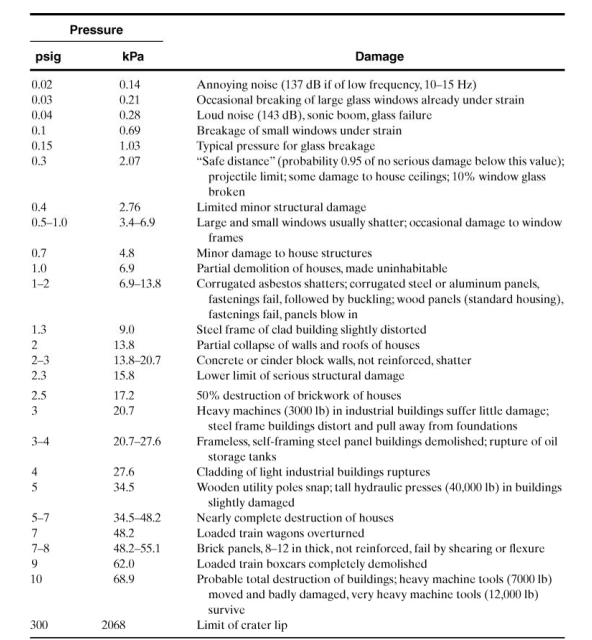 Pressure
psig kPa Damage
0.02 0.14 Annoying noise (137 dB if of low frequency, 10–15 Hz)
0.03 0.21 Occasional breaking of large glass windows already under strain
0.04 0.28 Loud noise (143 dB), sonic boom, glass failure
0.1 0.69 Breakage of small windows under strain
0.15 1.03 Typical pressure for glass breakage
0.3 2.07 “Safe distance” (probability 0.95 of no serious damage below this value);
projectile limit; some damage to house ceilings; 10% window glass
broken
0.4 2.76 Limited minor structural damage
0.5–1.0 3.4–6.9 Large and small windows usually shatter; occasional damage to window
frames
0.7 4.8 Minor damage to house structures
1.0 6.9 Partial demolition of houses, made uninhabitable
1–2 6.9–13.8 Corrugated asbestos shatters; corrugated steel or aluminum panels,
fastenings fail, followed by buckling; wood panels (standard housing),
fastenings fail, panels blow in
1.3 9.0 Steel frame of clad building slightly distorted
2 13.8 Partial collapse of walls and roofs of houses
2–3 13.8–20.7 Concrete or cinder block walls, not reinforced, shatter
2.3 15.8 Lower limit of serious structural damage
2.5 17.2 50% destruction of brickwork of houses
3 20.7 Heavy machines (3000 lb) in industrial buildings suffer little damage;
steel frame buildings distort and pull away from foundations
3–4 20.7–27.6 Frameless, self-framing steel panel buildings demolished; rupture of oil
storage tanks
4 27.6 Cladding of light industrial buildings ruptures
5 34.5 Wooden utility poles snap; tall hydraulic presses (40,000 lb) in buildings
slightly damaged
5–7 34.5–48.2 Nearly complete destruction of houses
7 48.2 Loaded train wagons overturned
7–8 48.2–55.1 Brick panels, 8–12 in thick, not reinforced, fail by shearing or flexure
9 62.0 Loaded train boxcars completely demolished
10 68.9 Probable total destruction of buildings; heavy machine tools (7000 lb)
moved and badly damaged, very heavy machine tools (12,000 lb)
survive
300 2068 Limit of crater lip